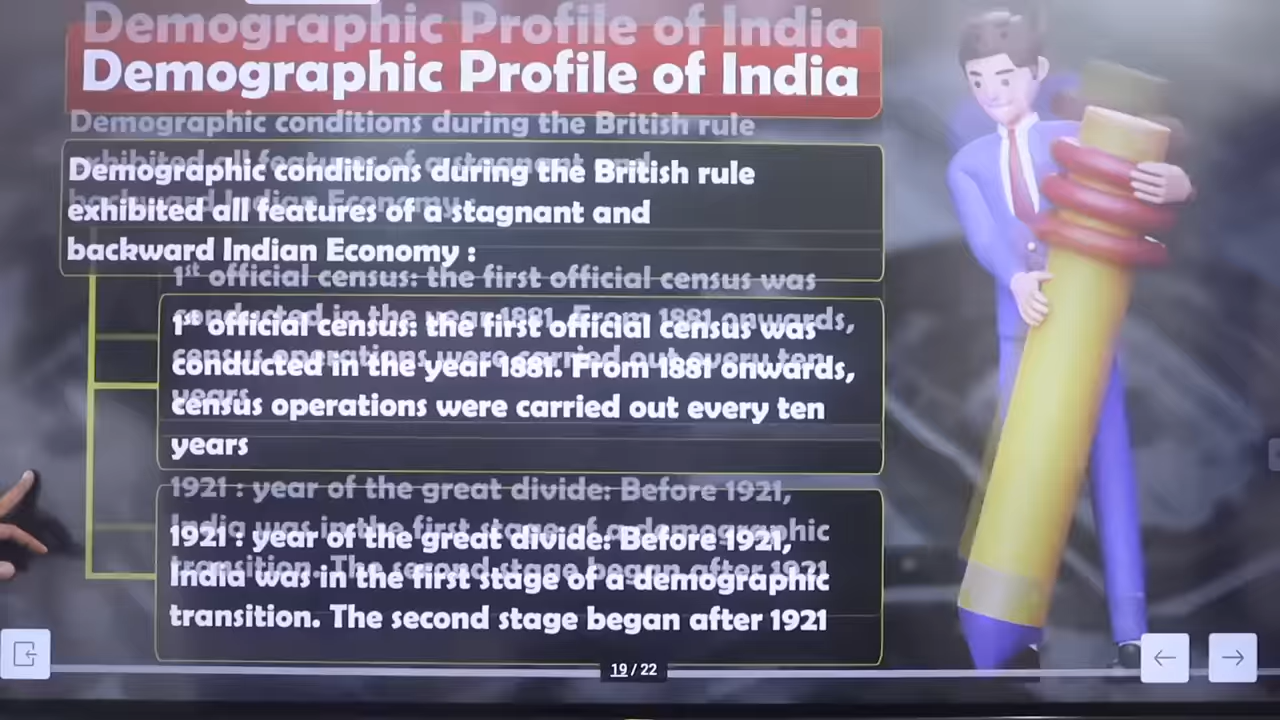 Demographic Profile of India
Demographic conditions during the British rule
exhibited all features of a stagnant and
backward Indian Economy :
1st official census: the first official census was
conducted in the year 1881. From 1881 onwards,
census operations were carried out every ten
years
1921 : year of the great divide: Before 1921,
India was in the first stage of a demographic
transition. The second stage began after 1921
19 / 22